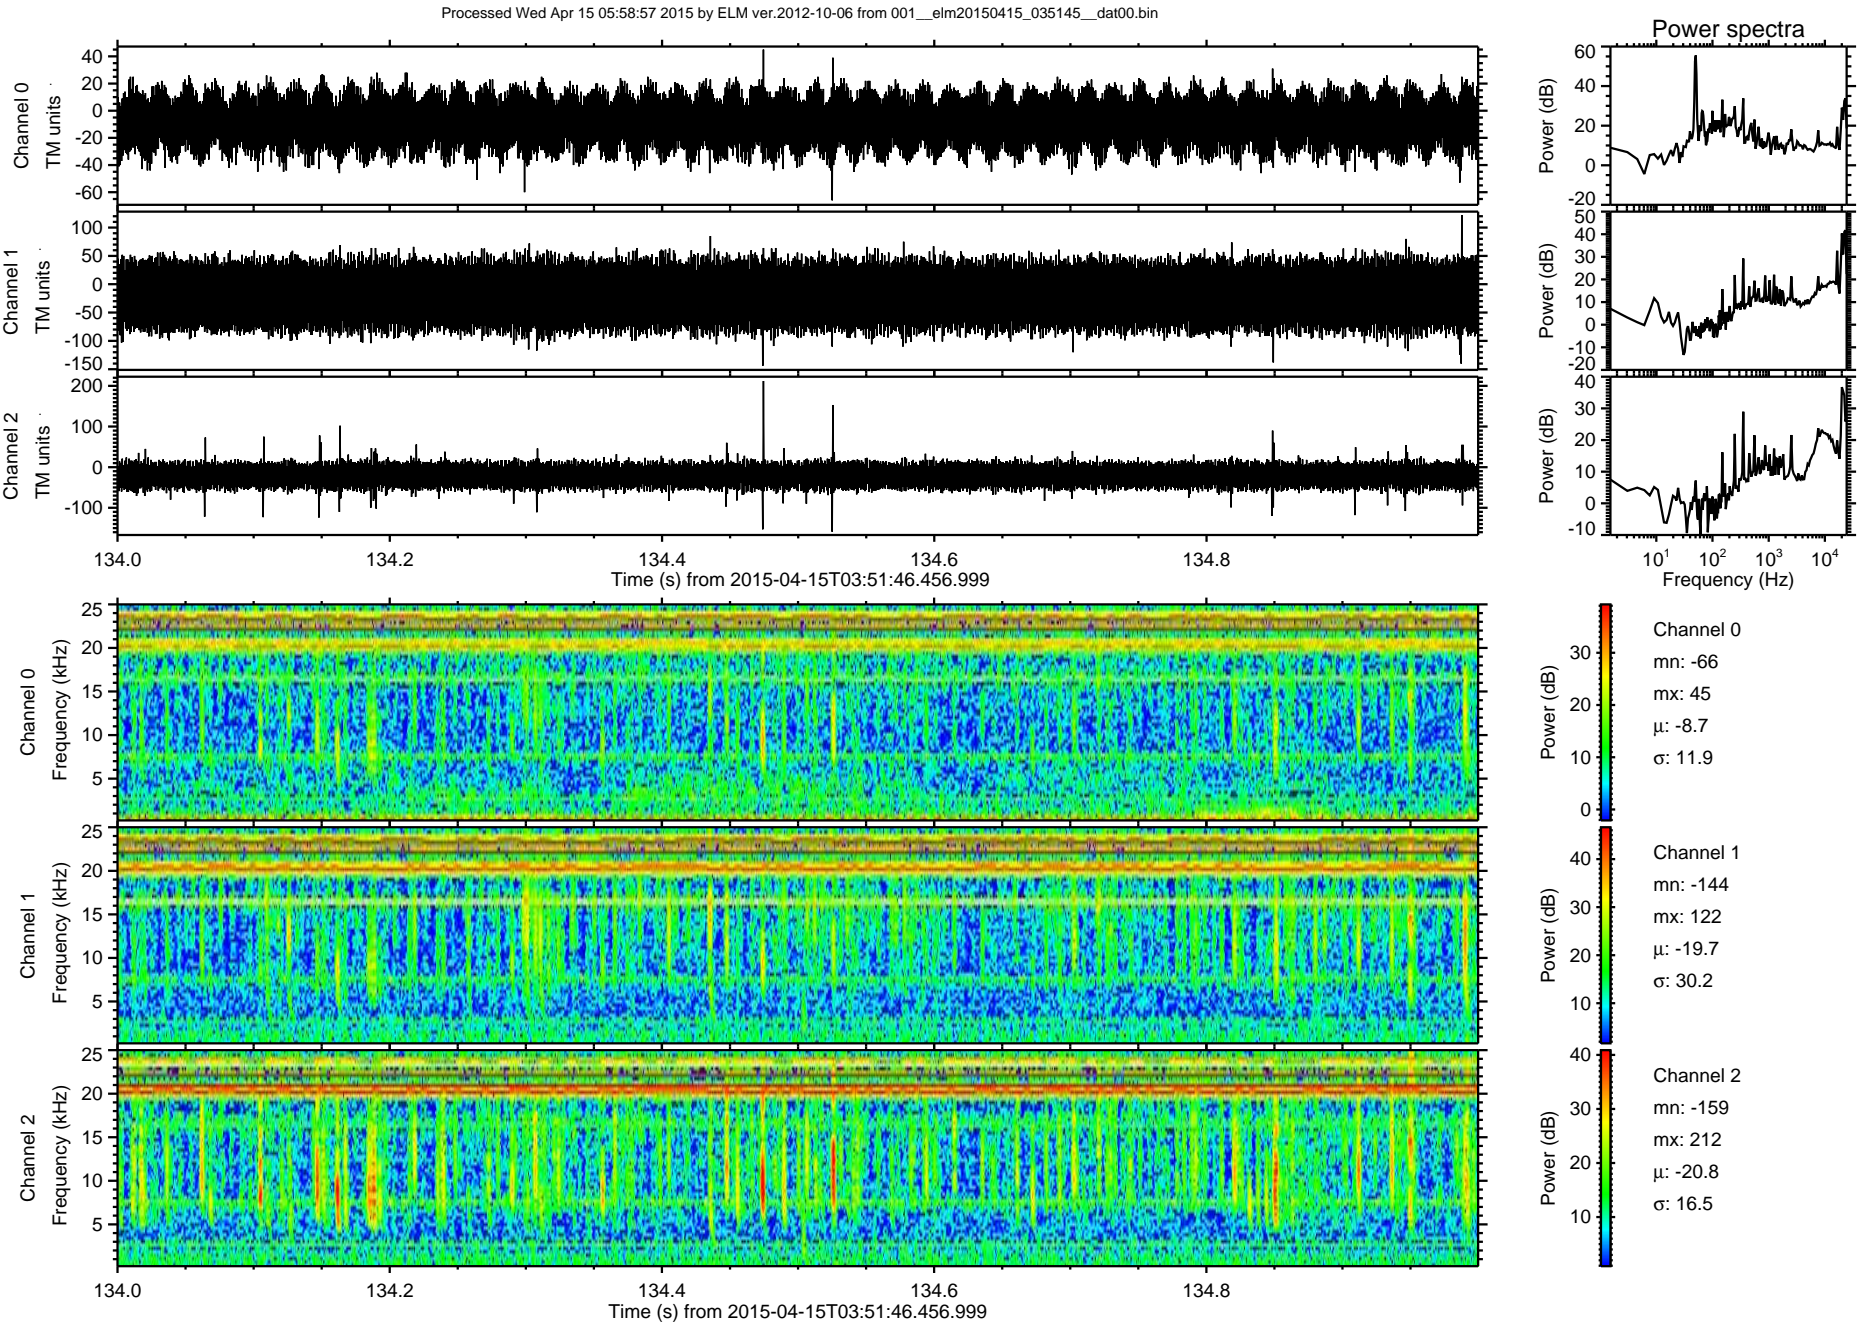 Processed Wed Apr 15 05:58:57 2015 by ELM ver.2012-10-06 from 001__elm20150415_035145__dat00.bin
Power spectra
Channel 0
TM units
40
20
0
-20
-40
-60
Power (dB)
60
40
20
0
-20
Channel 1
TM units
100
50
0
-50
-100
-150
Power (dB)
50
40
30
20
10
0
-10
-20
Channel 2
TM units
200
100
0
-100
Power (dB)
40
30
20
10
0
-10
134.0 134.2 134.4 134.6 134.8
Time (s) from 2015-04-15T03:51:46.456.999
10¹ 10² 10³ 10⁴
Frequency (Hz)
Channel 0
Frequency (kHz)
25
20
15
10
5
Power (dB)
30
20
10
0
Channel 0
mn: -66
mx: 45
μ: -8.7
σ: 11.9
Channel 1
Frequency (kHz)
25
20
15
10
5
Power (dB)
40
30
20
10
Channel 1
mn: -144
mx: 122
μ: -19.7
σ: 30.2
Channel 2
Frequency (kHz)
25
20
15
10
5
Power (dB)
40
30
20
10
Channel 2
mn: -159
mx: 212
μ: -20.8
σ: 16.5
134.0 134.2 134.4 134.6 134.8
Time (s) from 2015-04-15T03:51:46.456.999